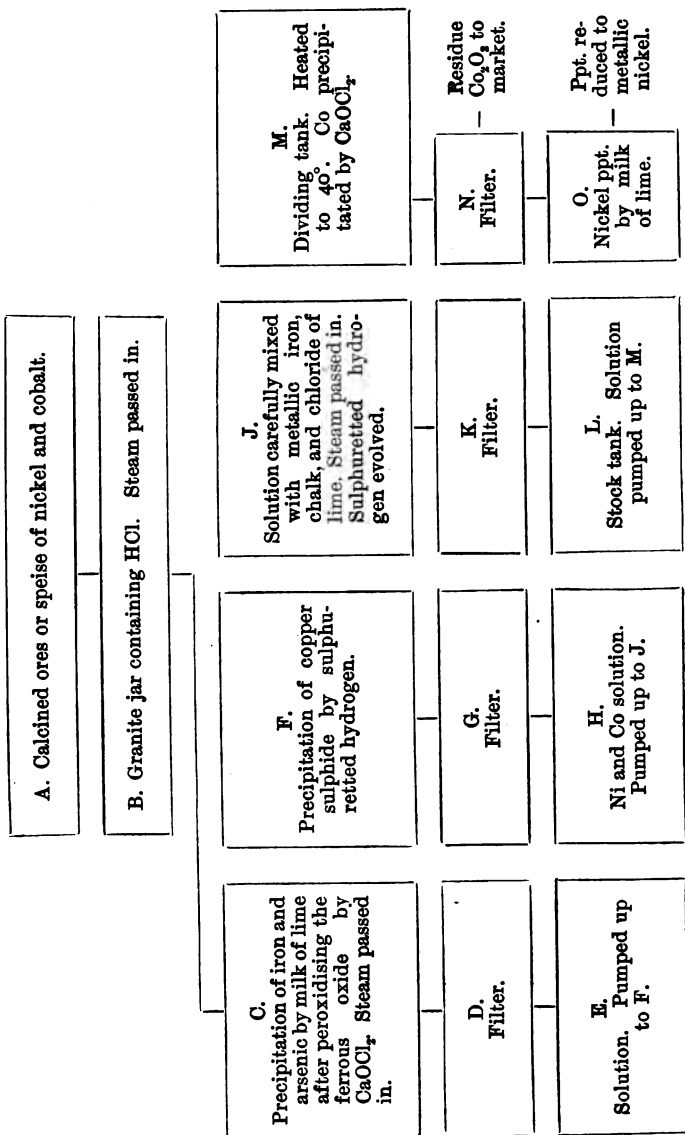 A. Calcined ores or speise of nickel and cobalt.
B. Granite jar containing HCl. Steam passed in.
C.
Precipitation of iron and
arsenic by milk of lime
after peroxidising the
ferrous oxide by
CaOCl₂. Steam passed
in.
D.
Filter.
E.
Solution. Pumped up
to F.
F.
Precipitation of copper
sulphide by sulphu-
retted hydrogen.
G.
Filter.
H.
Ni and Co solution.
Pumped up to J.
J.
Solution carefully mixed
with metallic iron,
chalk, and chloride of
lime. Steam passed in.
Sulphuretted hydro-
gen evolved.
K.
Filter.
L.
Stock tank. Solution
pumped up to M.
M.
Dividing tank. Heated
to 40°. Co precipi-
tated by CaOCl₂.
N.
Filter.
Residue
Co₂O₃ to
market.
O.
Nickel ppt.
by milk
of lime.
Ppt. re-
duced to
metallic
nickel.